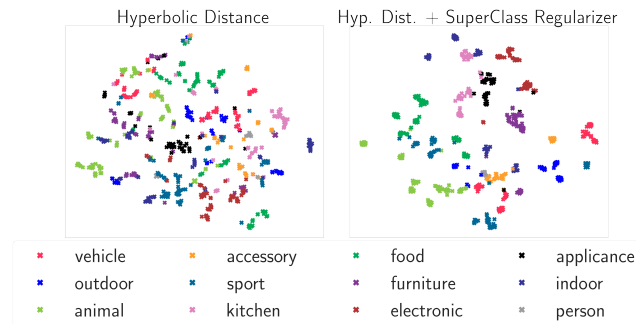 Hyperbolic Distance
Hyp. Dist. + SuperClass Regularizer
vehicle accessory food applicance
outdoor sport furniture indoor
animal kitchen electronic person